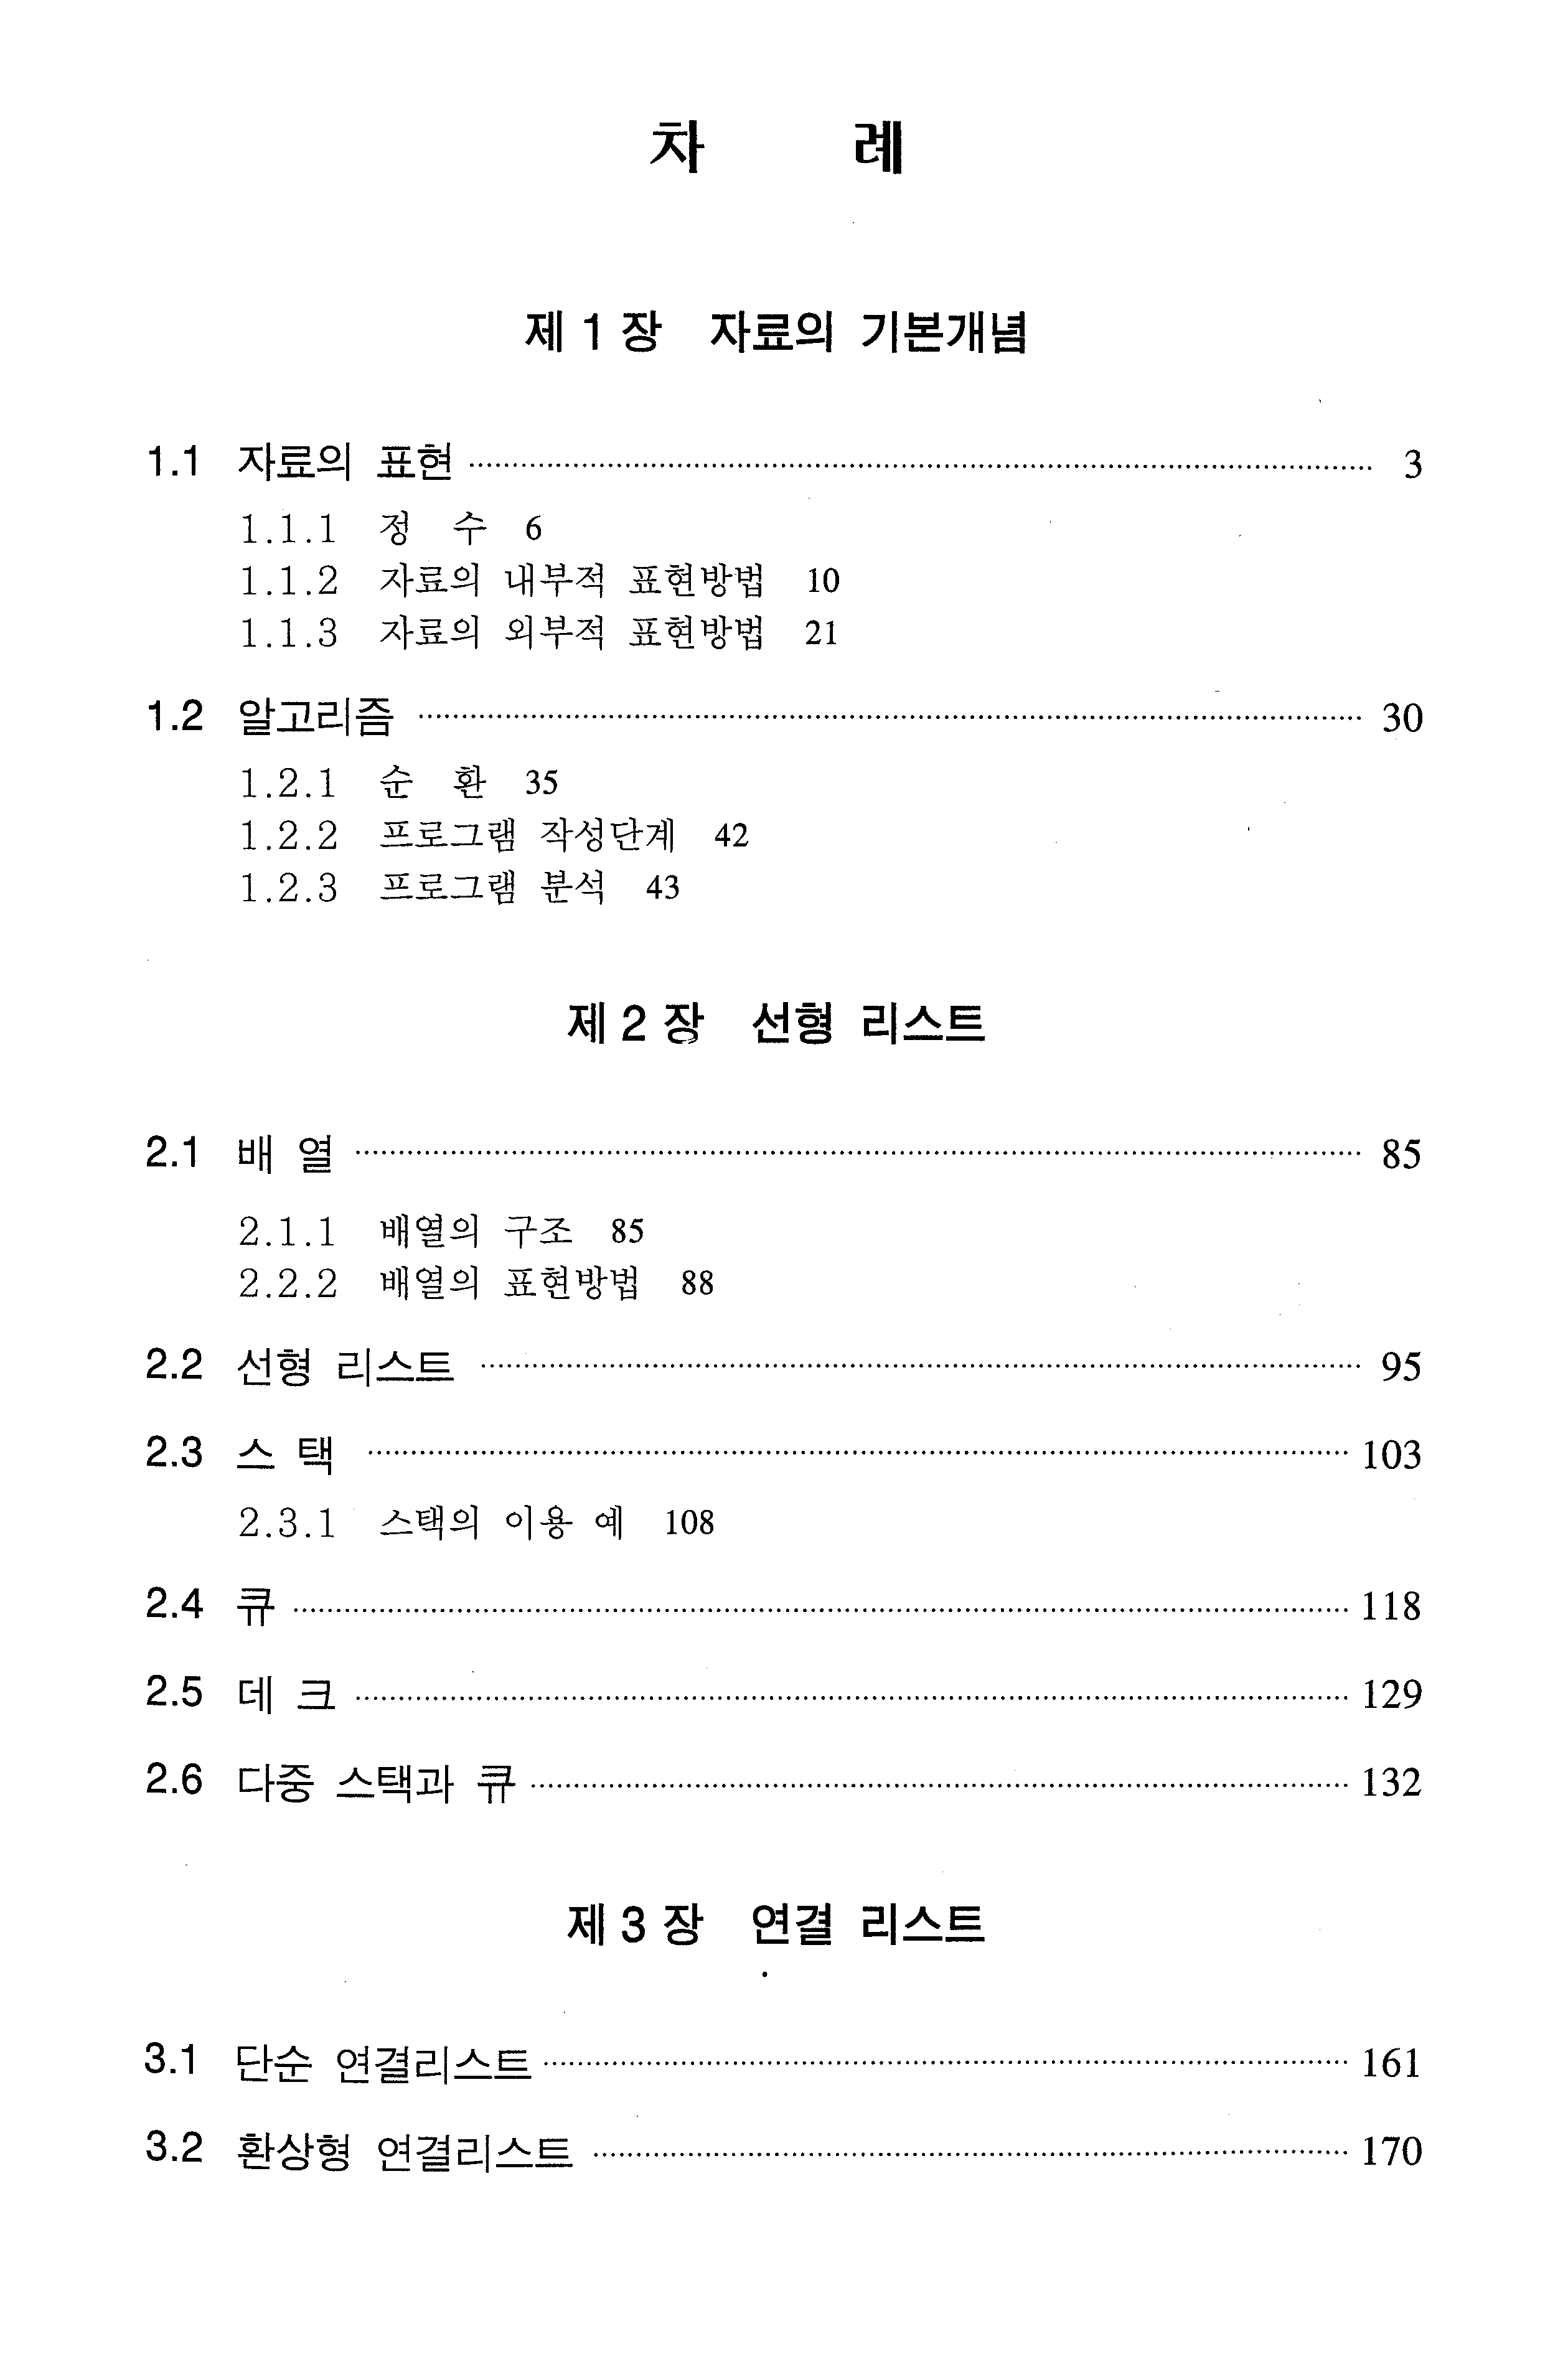 차 례
제 1 장 자료의 기본개념
1.1 자료의 표현 ········ 3
1.1.1 정 수 6
1.1.2 자료의 내부적 표현방법 10
1.1.3 자료의 외부적 표현방법 21
1.2 알고리즘 ········ 30
1.2.1 순 환 35
1.2.2 프로그램 작성단계 42
1.2.3 프로그램 분석 43
제 2 장 선형 리스트
2.1 배 열 ········ 85
2.1.1 배열의 구조 85
2.2.2 배열의 표현방법 88
2.2 선형 리스트 ········ 95
2.3 스 택 ········ 103
2.3.1 스택의 이용 예 108
2.4 큐 ········ 118
2.5 데 크 ········ 129
2.6 다중 스택과 큐 ········ 132
제 3 장 연결 리스트
3.1 단순 연결리스트 ········ 161
3.2 환상형 연결리스트 ········ 170